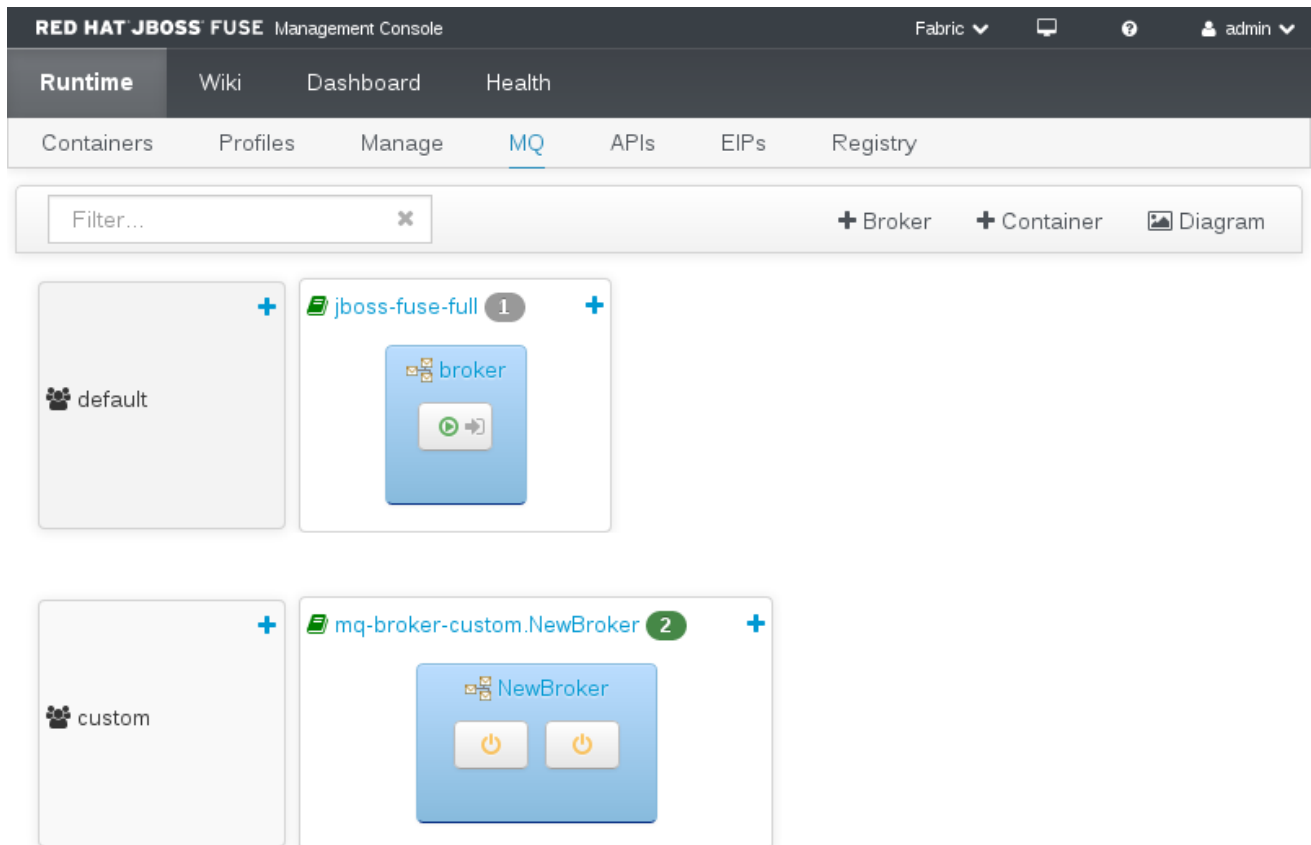 RED HAT JBOSS FUSE Management Console Fabric admin
Runtime Wiki Dashboard Health
Containers Profiles Manage MQ APIs EIPs Registry
Filter... Broker Container Diagram
jboss-fuse-full 1
broker
default
mq-broker-custom.NewBroker 2
NewBroker
custom